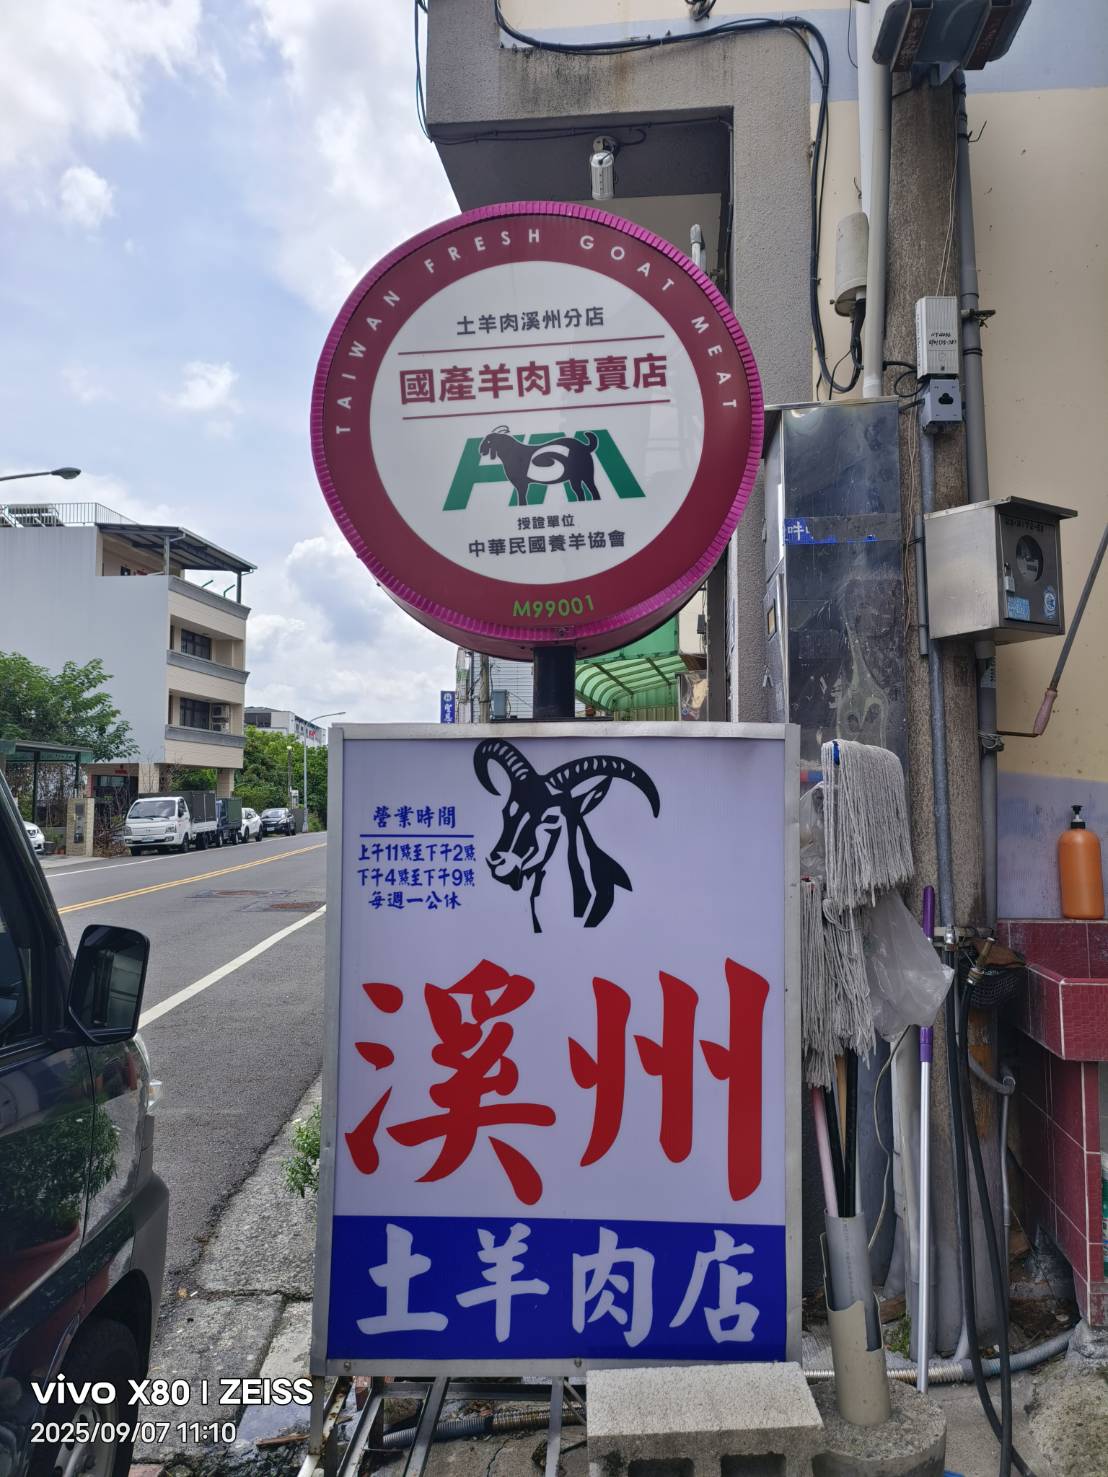 TAIWAN FRESH GOAT MEAT
土羊肉溪州分店
國產羊肉專賣店
授證單位
中華民國養羊協會
M99001
營業時間
上午11點至下午2點
下午4點至下午9點
每週一公休
溪州
土羊肉店
vivo X80 | ZEISS
2025/09/07 11:10